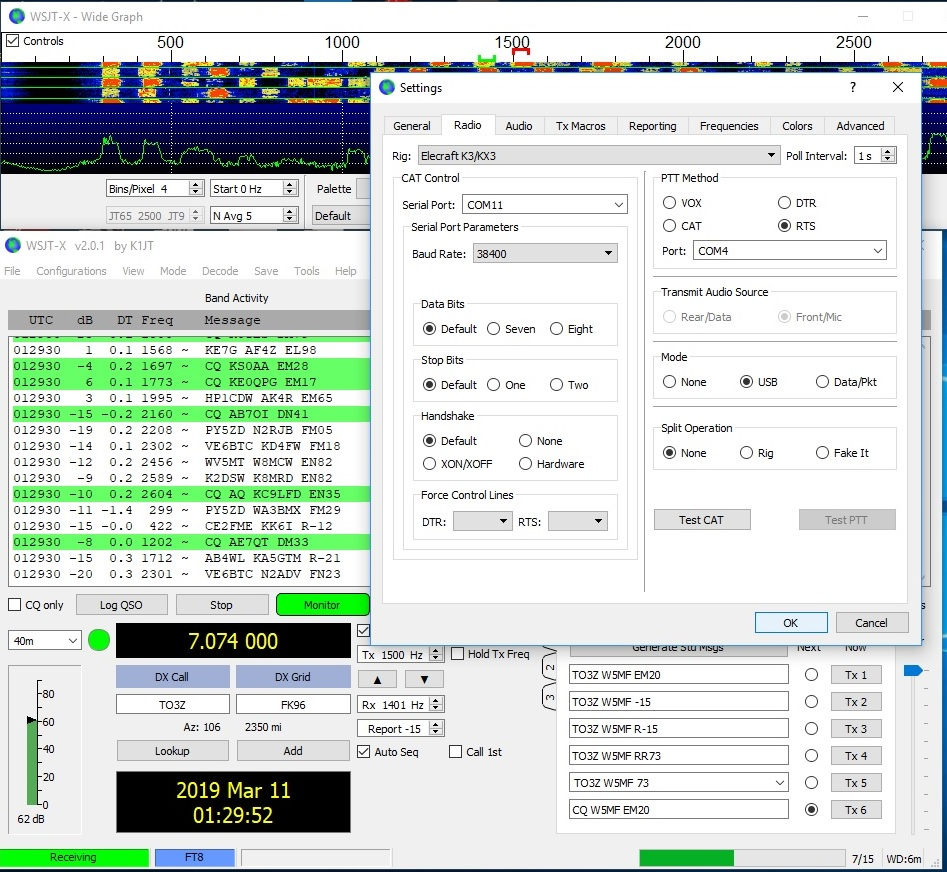 WSJT-X - Wide Graph
Controls
500 1000 1500 2000 2500
Bins/Pixel 4 Start 0 Hz Palette
JT65 2500 JT9 N Avg 5 Default
WSJT-X v2.0.1 by K1JT
File Configurations View Mode Decode Save Tools Help
Band Activity
UTC dB DT Freq Message
012930 1 0.1 1568 ~ KE7G AF4Z EL98
012930 -4 0.2 1697 ~ CQ KS0AA EM28
012930 6 0.1 1773 ~ CQ KE0QPG EM17
012930 3 0.1 1995 ~ HP1CDW AK4R EM65
012930 -15 -0.2 2160 ~ CQ AB7OI DN41
012930 -19 0.2 2208 ~ PY5ZD N2RJB FM05
012930 -14 0.1 2302 ~ VE6BTC KD4FW FM18
012930 -12 0.2 2456 ~ WV5MT W8MCW EN82
012930 -9 0.2 2589 ~ K2DSW K8MRD EN82
012930 -10 0.2 2604 ~ CQ AQ KC9LFD EN35
012930 -11 -1.4 299 ~ PY5ZD WA3BMX FM29
012930 -15 -0.0 422 ~ CE2FME KK6I R-12
012930 -8 0.0 1202 ~ CQ AE7QT DM33
012930 -15 0.3 1712 ~ AB4WL KA5GTM R-21
012930 -20 0.3 2301 ~ VE6BTC N2ADV FN23
CQ only Log QSO Stop Monitor
40m 7.074 000
Tx 1500 Hz Hold Tx Freq
DX Call DX Grid
TO3Z FK96 Rx 1401 Hz
Az: 106 2350 mi Report -15
Lookup Add Auto Seq Call 1st
2019 Mar 11
01:29:52
80
60
40
20
0
62 dB
Generate Std Msgs Next Now
2
3
TO3Z W5MF EM20 Tx 1
TO3Z W5MF -15 Tx 2
TO3Z W5MF R-15 Tx 3
TO3Z W5MF RR73 Tx 4
TO3Z W5MF 73 Tx 5
CQ W5MF EM20 Tx 6
Receiving FT8 7/15 WD:6m
Settings ?
General Radio Audio Tx Macros Reporting Frequencies Colors Advanced
Rig: Elecraft K3/KX3 Poll Interval: 1 s
CAT Control
Serial Port: COM11
Serial Port Parameters
Baud Rate: 38400
Data Bits
Default Seven Eight
Stop Bits
Default One Two
Handshake
Default None
XON/XOFF Hardware
Force Control Lines
DTR: RTS:
PTT Method
VOX DTR
CAT RTS
Port: COM4
Transmit Audio Source
Rear/Data Front/Mic
Mode
None USB Data/Pkt
Split Operation
None Rig Fake It
Test CAT Test PTT
OK Cancel